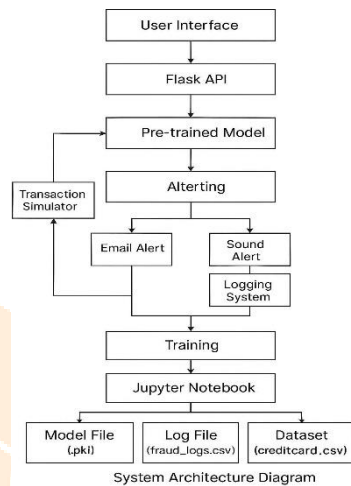 User Interface
Flask API
Pre-trained Model
Alterting
Transaction
Simulator
Email Alert
Sound
Alert
Logging
System
Training
Jupyter Notebook
Model File
(.pki)
Log File
(fraud_logs.csv)
Dataset
(creditcard.csv)
System Architecture Diagram